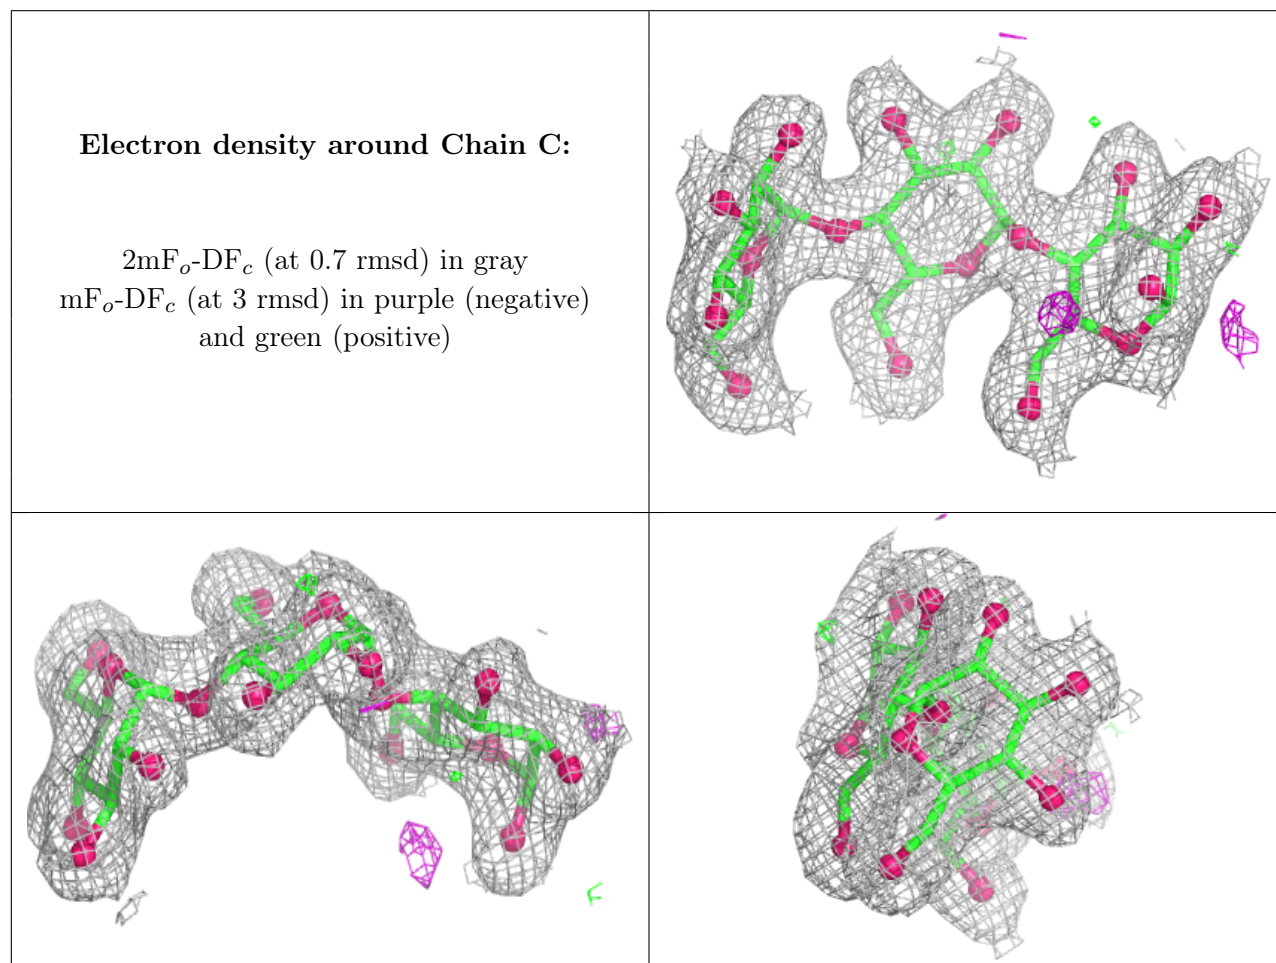 Electron density around Chain C:
2mFo-DFc (at 0.7 rmsd) in gray
mFo-DFc (at 3 rmsd) in purple (negative)
and green (positive)